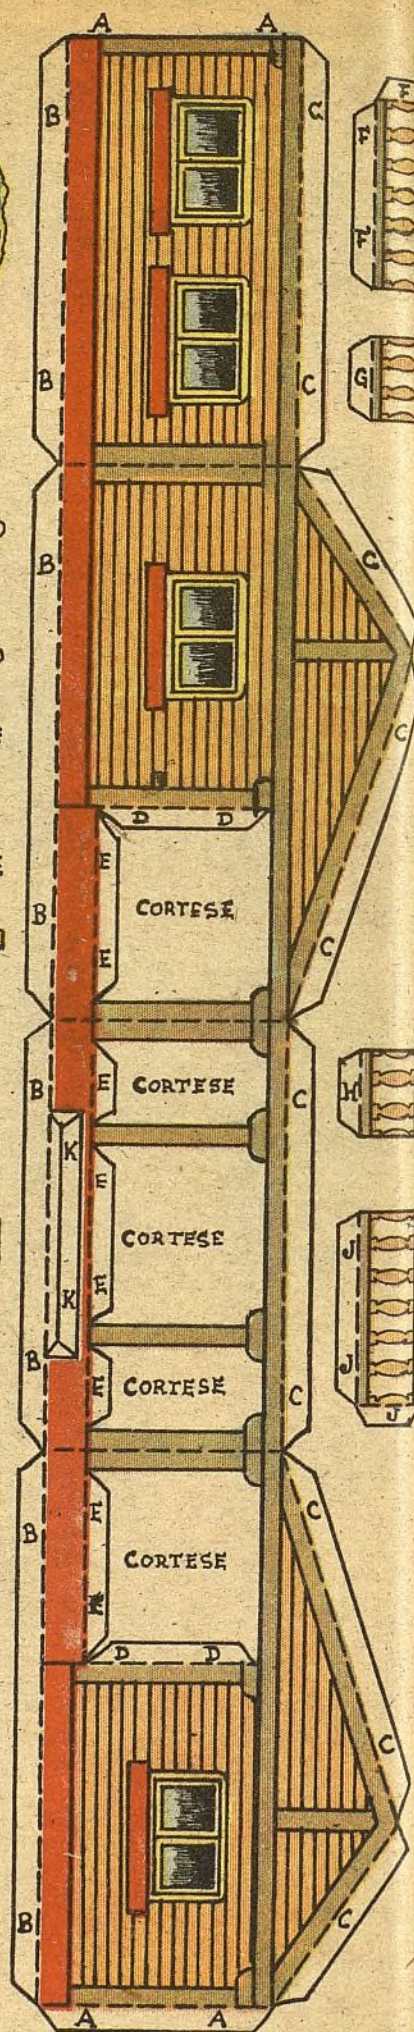 A A
B C F
F
F
B C G
B C
C
D D
E
CORTESE
B E C
B E CORTESE C H
K E
CORTESE J
K E
B E CORTESE C J
J
E C
B CORTESE
E
D D
C
B C
A A